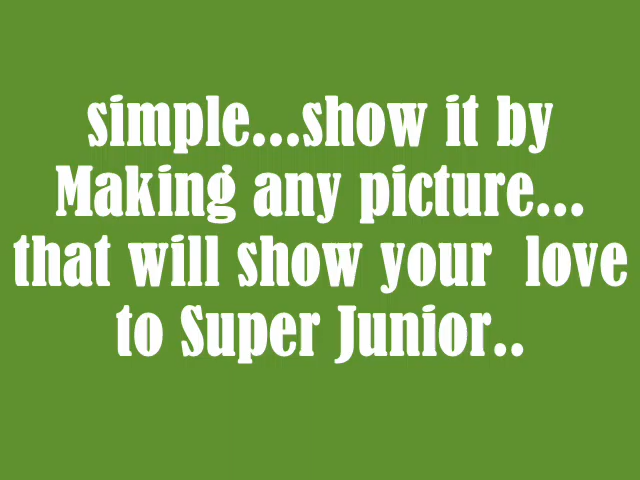 simple...show it by
Making any picture...
that will show your  love
to Super Junior..